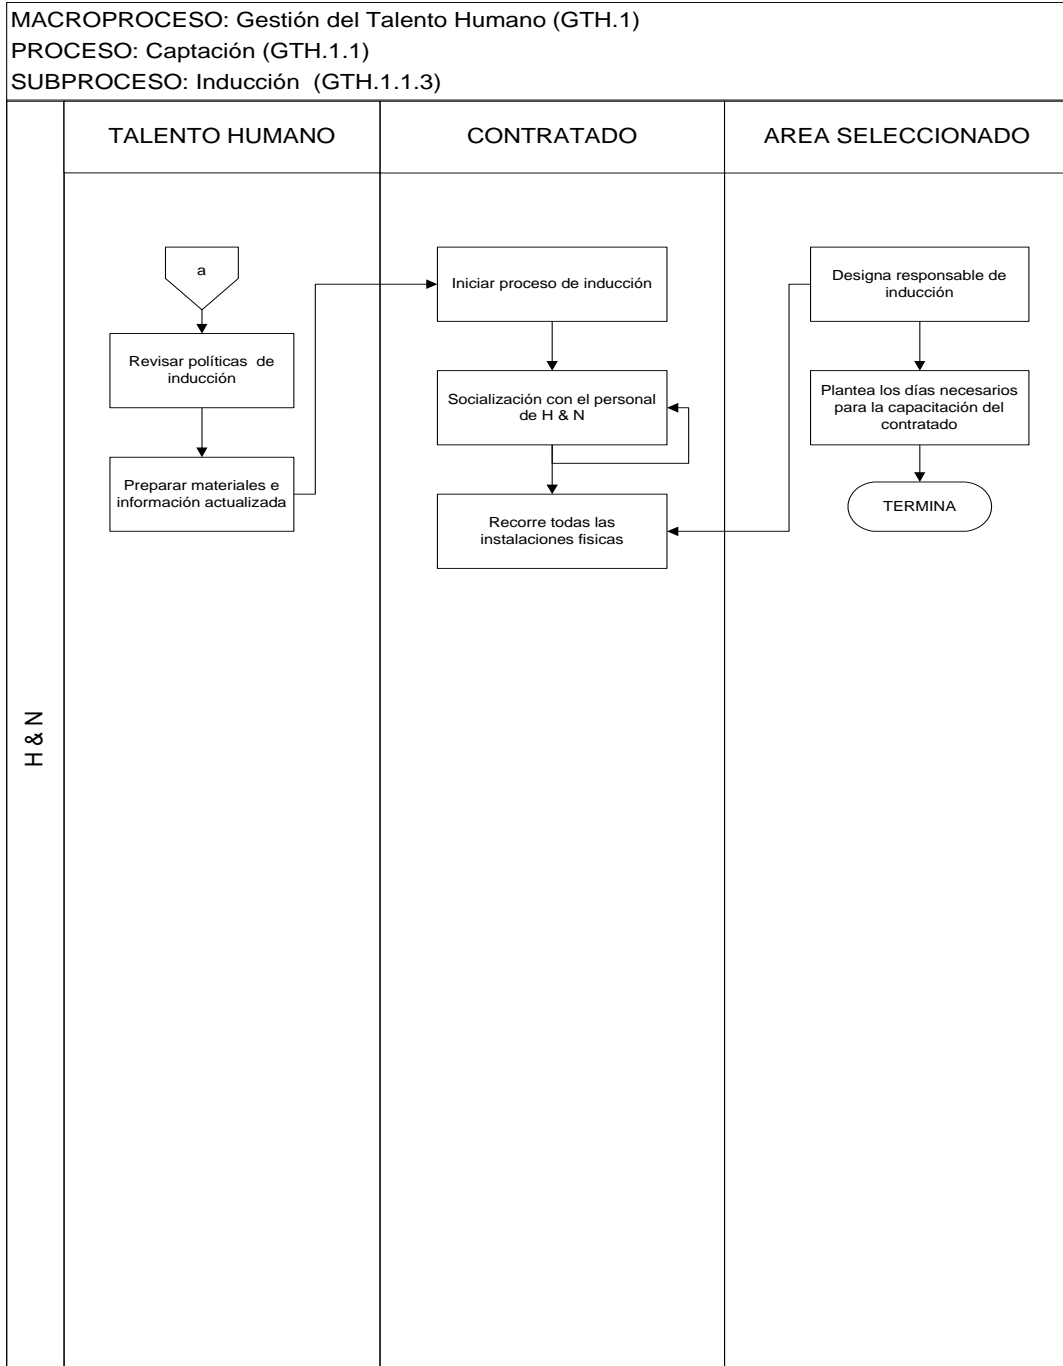 MACROPROCESO: Gestión del Talento Humano (GTH.1)
PROCESO: Captación (GTH.1.1)
SUBPROCESO: Inducción  (GTH.1.1.3)
H & N
TALENTO HUMANO
CONTRATADO
AREA SELECCIONADO
a
Revisar políticas  de
inducción
Preparar materiales e
información actualizada
Iniciar proceso de inducción
Socialización con el personal
de H & N
Recorre todas las
instalaciones fisicas
Designa responsable de
inducción
Plantea los días necesarios
para la capacitación del
contratado
TERMINA